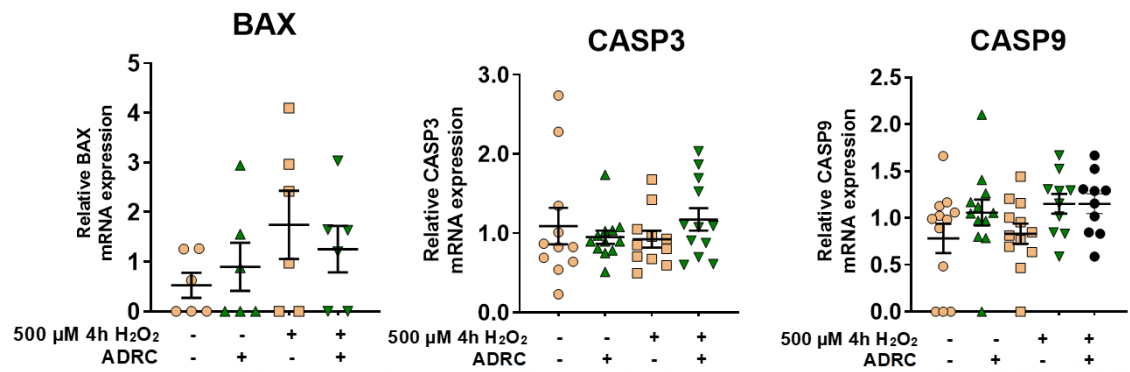 BAX
Relative BAX
mRNA expression
5
4
3
2
1
0
500 µM 4h H₂O₂ - - + +
ADRC - + - +
CASP3
Relative CASP3
mRNA expression
3.0
2.0
1.0
0.0
500 µM 4h H₂O₂ - - + +
ADRC - + - +
CASP9
Relative CASP9
mRNA expression
2.5
2.0
1.5
1.0
0.5
0.0
500 µM 4h H₂O₂ - - + +
ADRC - + - +